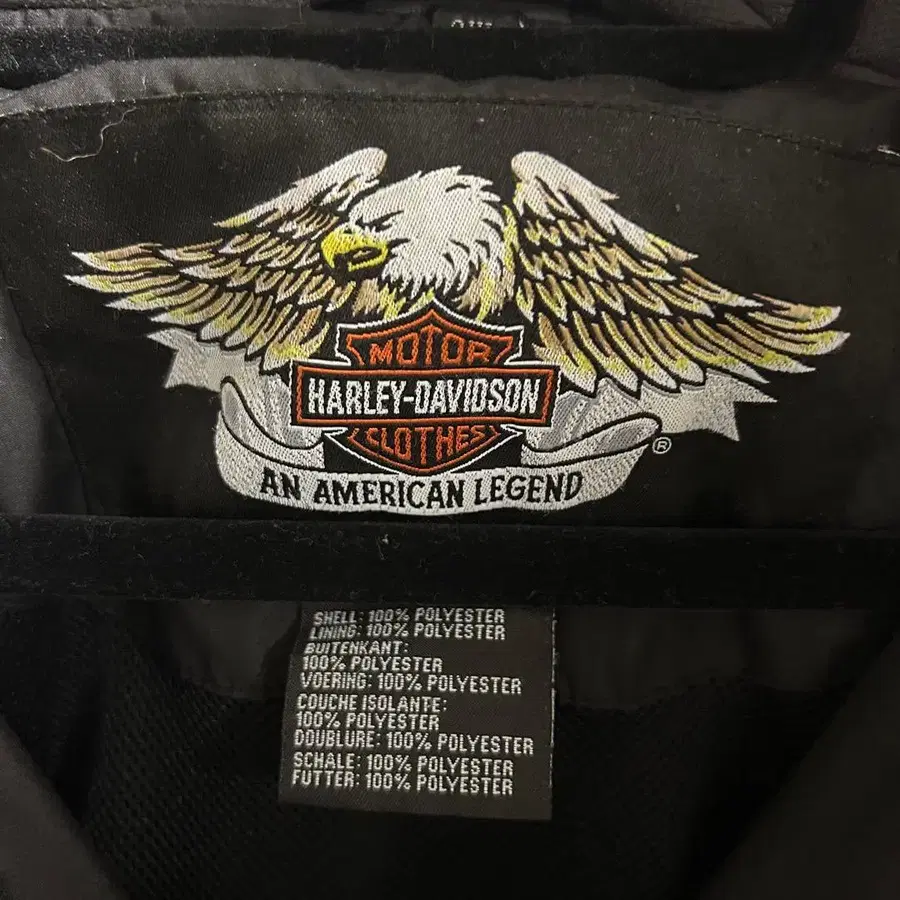 MOTOR
HARLEY-DAVIDSON
CLOTHES
®
AN AMERICAN LEGEND
SHELL: 100% POLYESTER
LINING: 100% POLYESTER
BUITENKANT:
100% POLYESTER
VOERING: 100% POLYESTER
COUCHE ISOLANTE:
100% POLYESTER
DOUBLURE: 100% POLYESTER
SCHALE: 100% POLYESTER
FUTTER: 100% POLYESTER